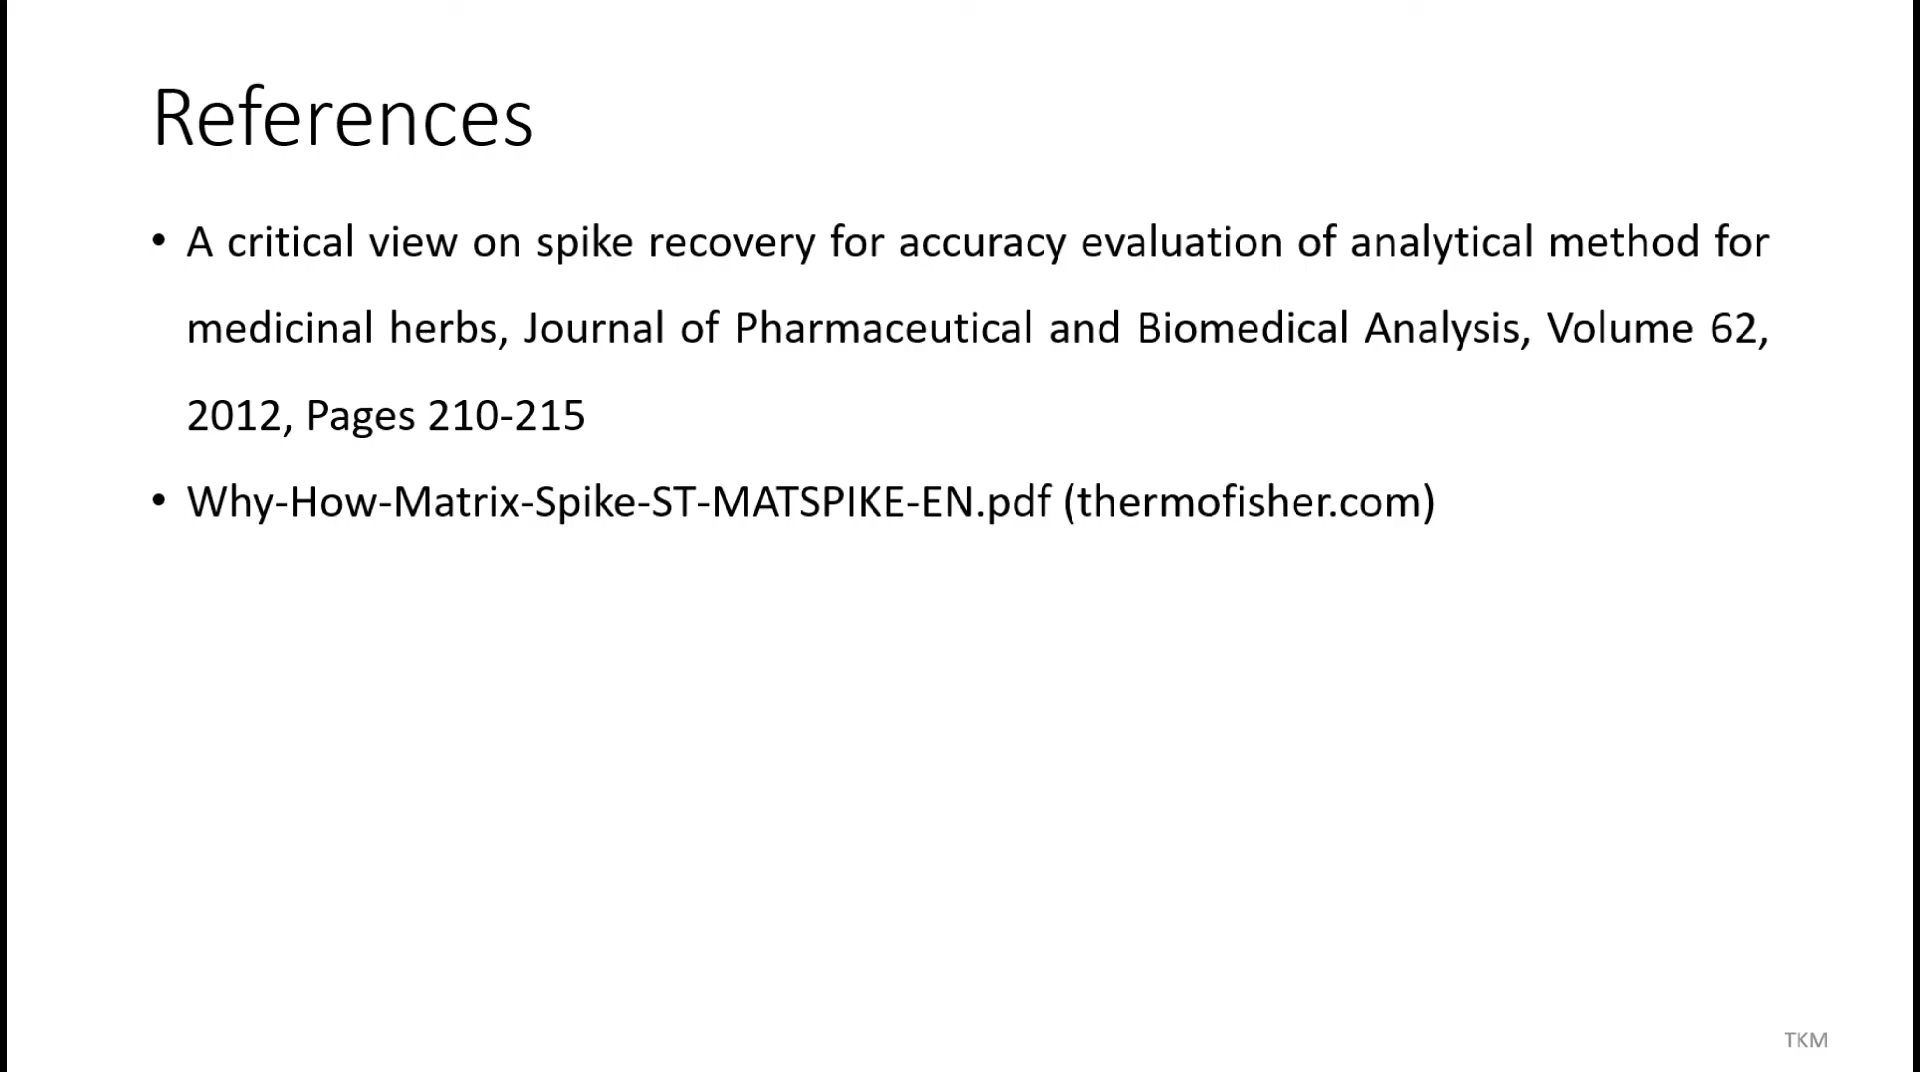 References
• A critical view on spike recovery for accuracy evaluation of analytical method for
medicinal herbs, Journal of Pharmaceutical and Biomedical Analysis, Volume 62,
2012, Pages 210-215
• Why-How-Matrix-Spike-ST-MATSPIKE-EN.pdf (thermofisher.com)
TKM